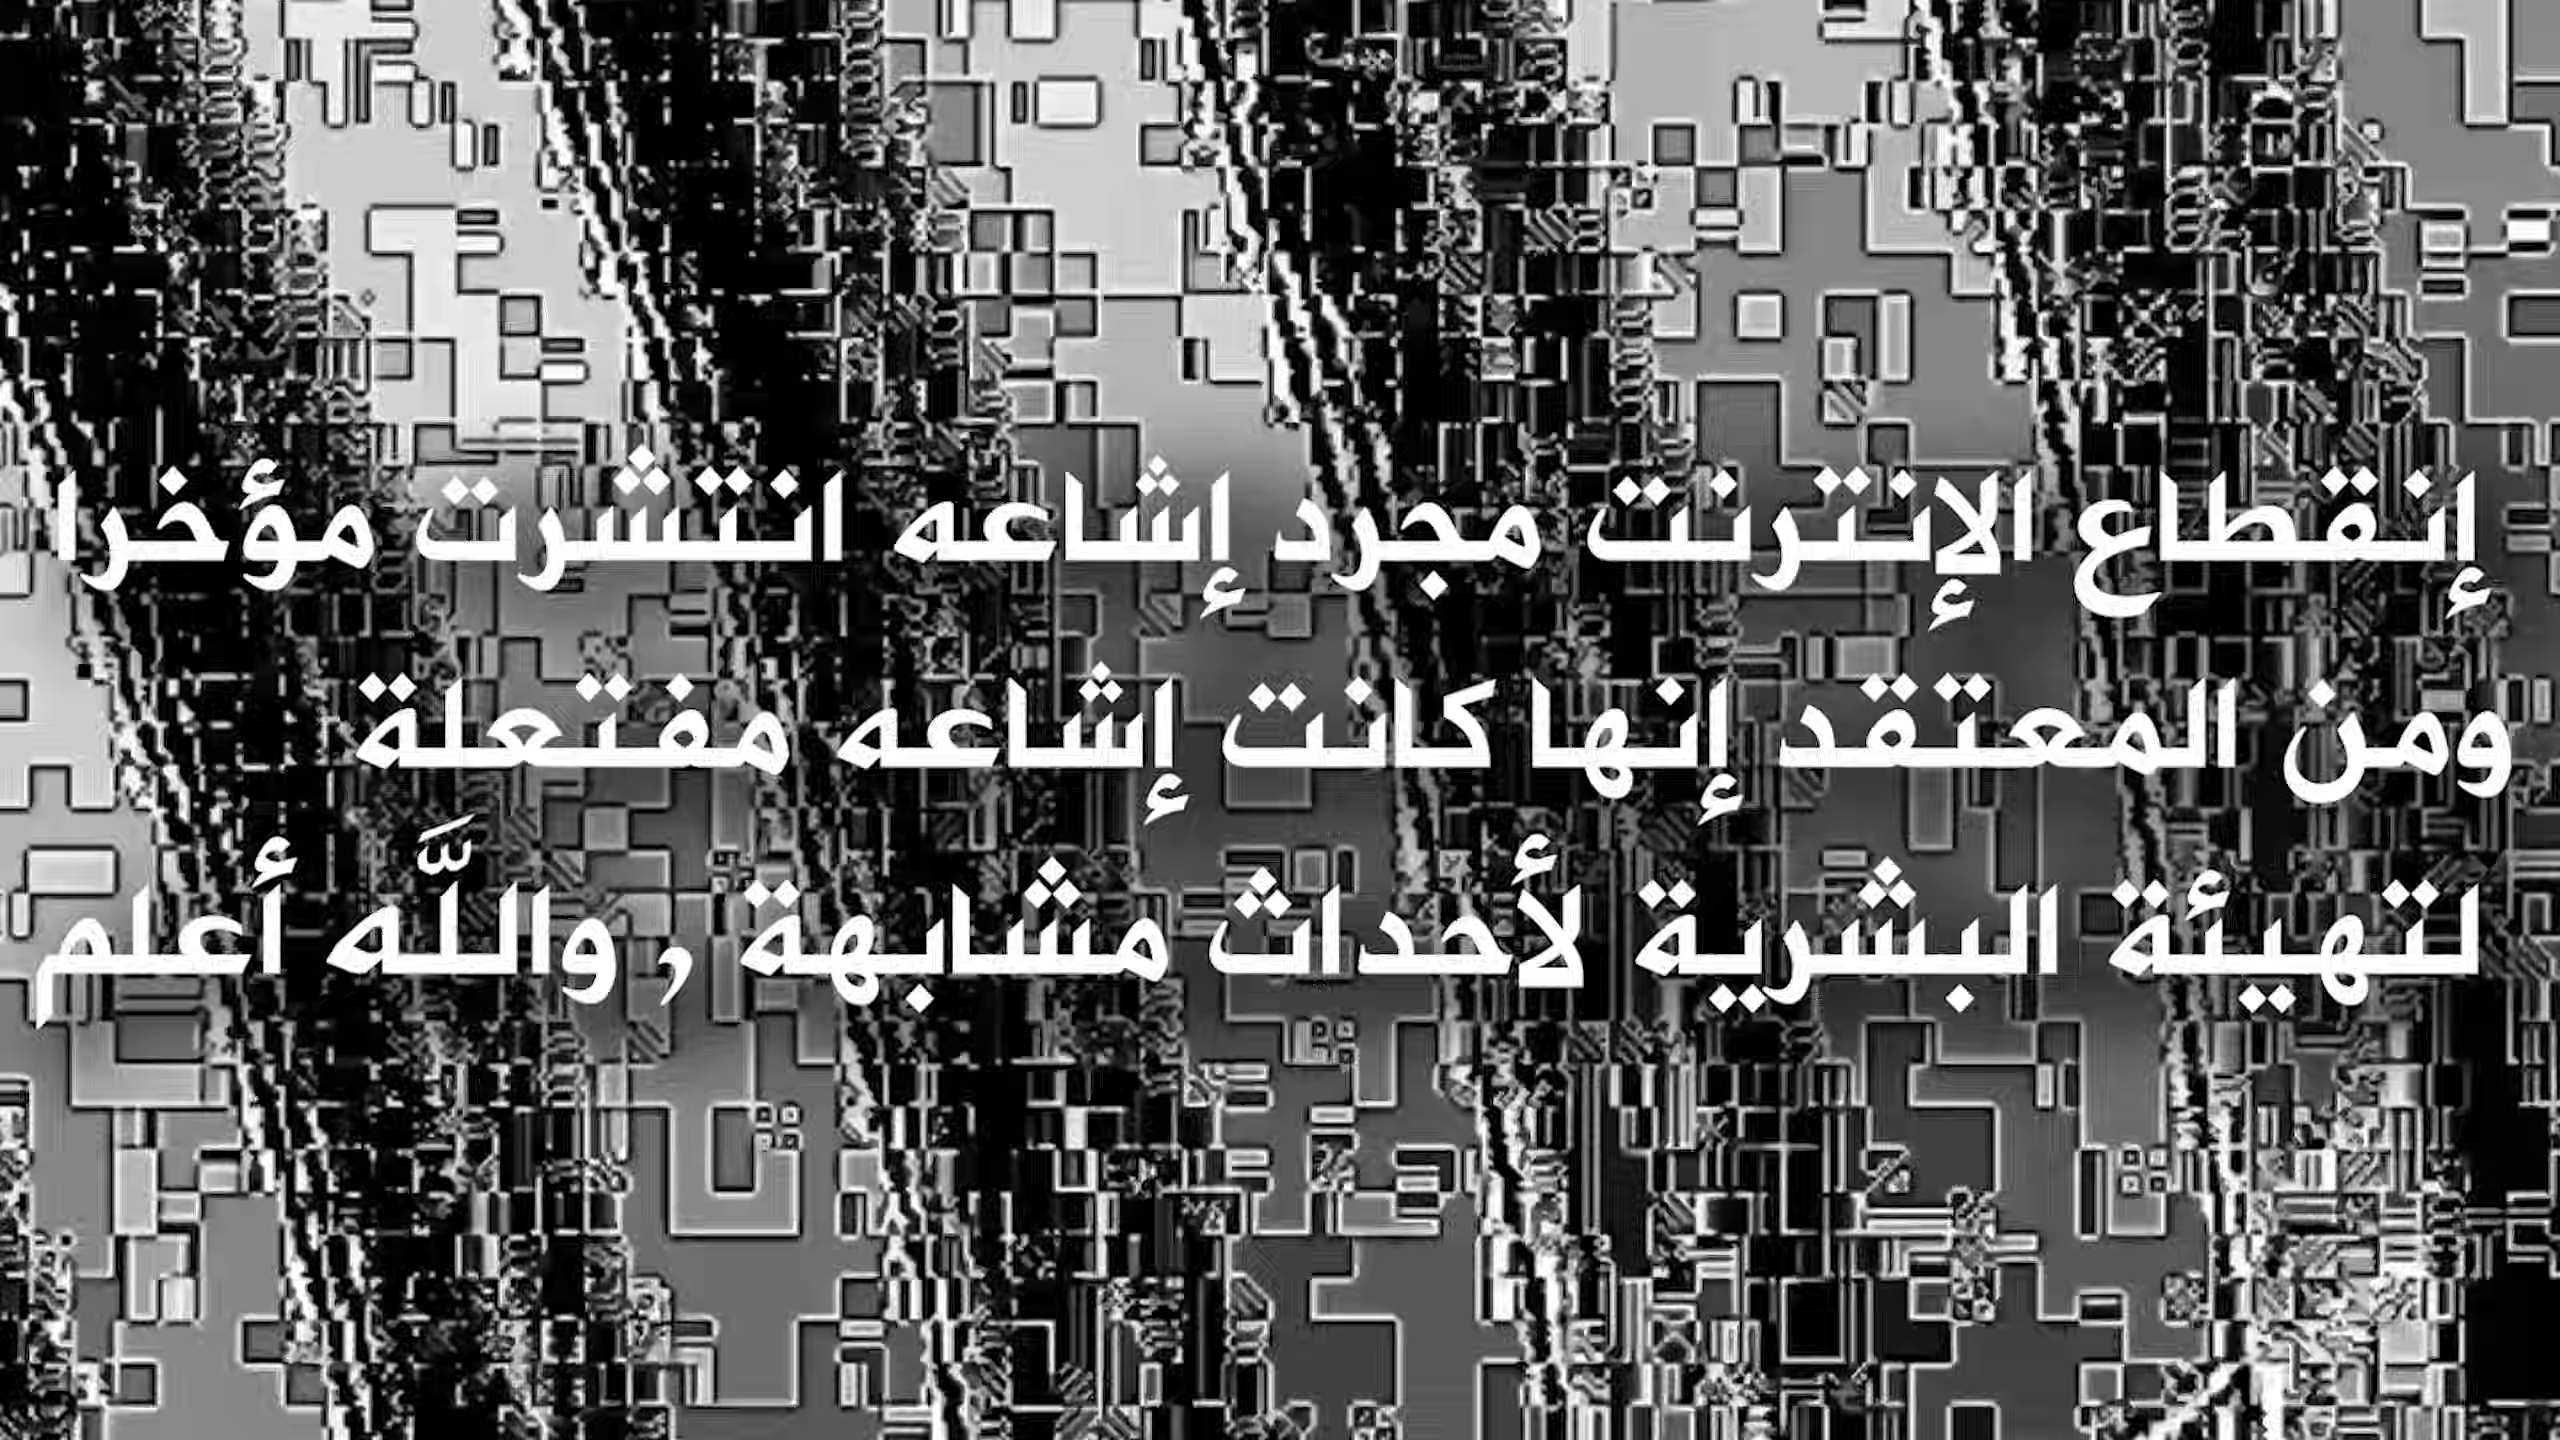 إنقطاع الإنترنت مجرد إشاعه انتشرت مؤخرا
ومن المعتقد إنها كانت إشاعه مفتعلة
لتهيئة البشرية لأحداث مشابهة , واللَّه أعلم